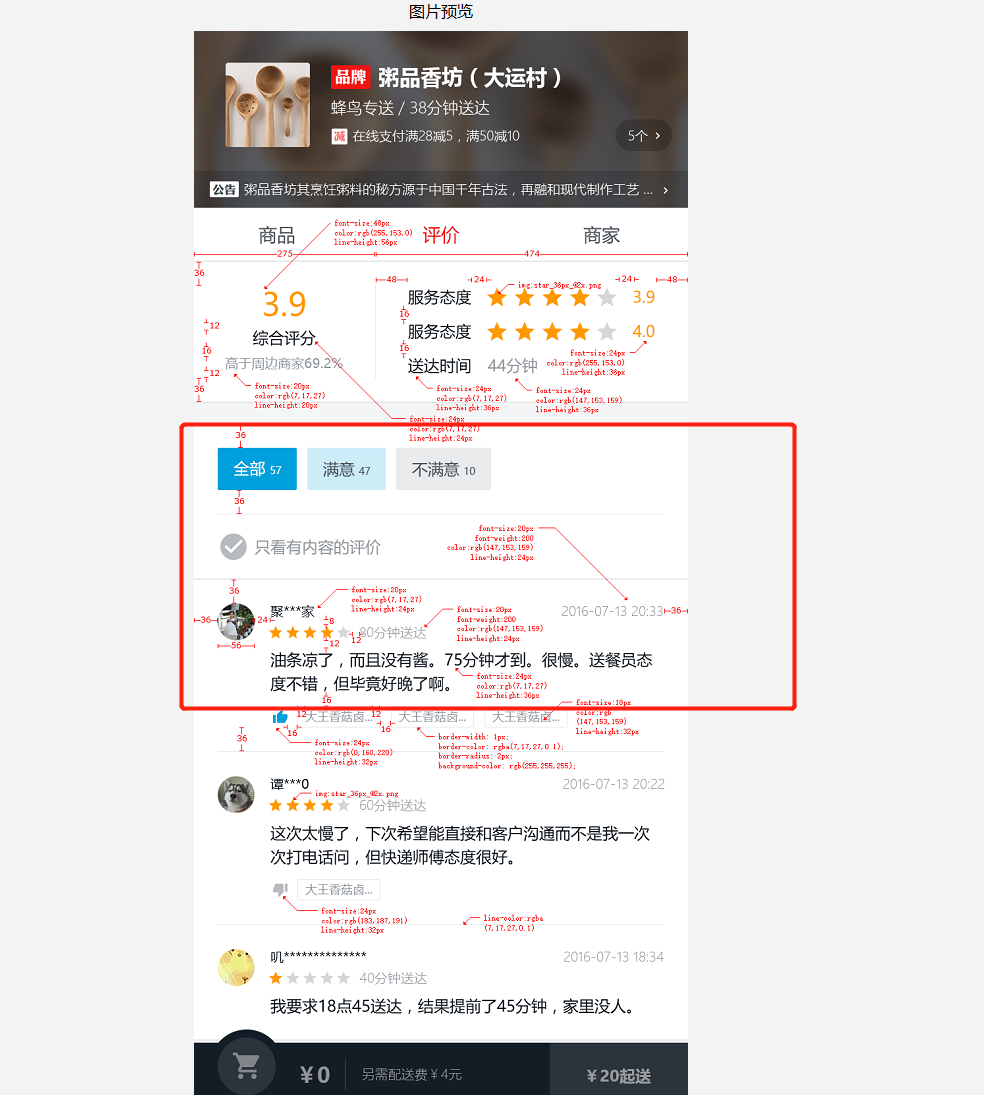 图片预览
品牌 粥品香坊（大运村）
蜂鸟专送 / 38分钟送达
减 在线支付满28减5，满50减10
5个 >
公告 粥品香坊其烹饪粥料的秘方源于中国千年古法，再融和现代制作工艺 ... >
font-size:48px
color:rgb(255,153,0)
line-height:56px
商品 评价 商家
275 474
36
48 24 24 48
img:star_36px_@2x.png
3.9
服务态度 3.9
12
16
综合评分
服务态度 4.0
16
16
font-size:24px
color:rgb(255,153,0)
line-height:36px
高于周边商家69.2%
送达时间 44分钟
12
36
font-size:20px
color:rgb(7,17,27)
line-height:20px
font-size:24px
color:rgb(7,17,27)
line-height:36px
font-size:24px
color:rgb(147,153,159)
line-height:36px
font-size:24px
color:rgb(7,17,27)
line-height:24px
36
全部 57 满意 47 不满意 10
36
font-size:20px
font-weight:200
color:rgb(147,153,159)
line-height:24px
只看有内容的评价
36
font-size:20px
color:rgb(7,17,27)
line-height:24px
聚***家
2016-07-13 20:33
36 24 36
8
font-size:20px
font-weight:200
color:rgb(147,153,159)
line-height:24px
30分钟送达
12
12
56
油条凉了，而且没有酱。75分钟才到。很慢。送餐员态
度不错，但毕竟好晚了啊。
font-size:24px
color:rgb(7,17,27)
line-height:36px
16
font-size:18px
color:rgb
(147,153,159)
line-height:32px
大王香菇卤... 大王香菇卤... 大王香菇卤...
12 12
16 16
36
font-size:24px
color:rgb(0,160,220)
line-height:32px
border-width: 1px;
border-color: rgba(7,17,27,0.1);
border-radius: 2px;
background-color: rgb(255,255,255);
谭***0
2016-07-13 20:22
img:star_36px_@2x.png
60分钟送达
这次太慢了，下次希望能直接和客户沟通而不是我一次
次打电话问，但快递师傅态度很好。
大王香菇卤...
font-size:24px
color:rgb(183,187,191)
line-height:32px
line-color:rgba
(7,17,27,0.1)
叽**************
2016-07-13 18:34
40分钟送达
我要求18点45送达，结果提前了45分钟，家里没人。
￥0 另需配送费￥4元 ￥20起送